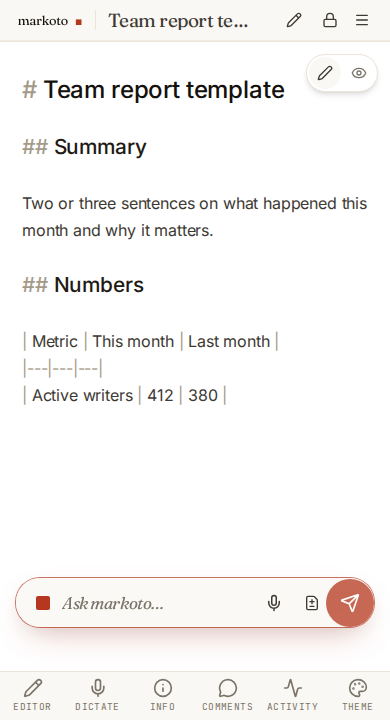 markoto
Team report te...
# Team report template
## Summary
Two or three sentences on what happened this
month and why it matters.
## Numbers
| Metric | This month | Last month |
|---|---|---|
| Active writers | 412 | 380 |
Ask markoto...
EDITOR DICTATE INFO COMMENTS ACTIVITY THEME